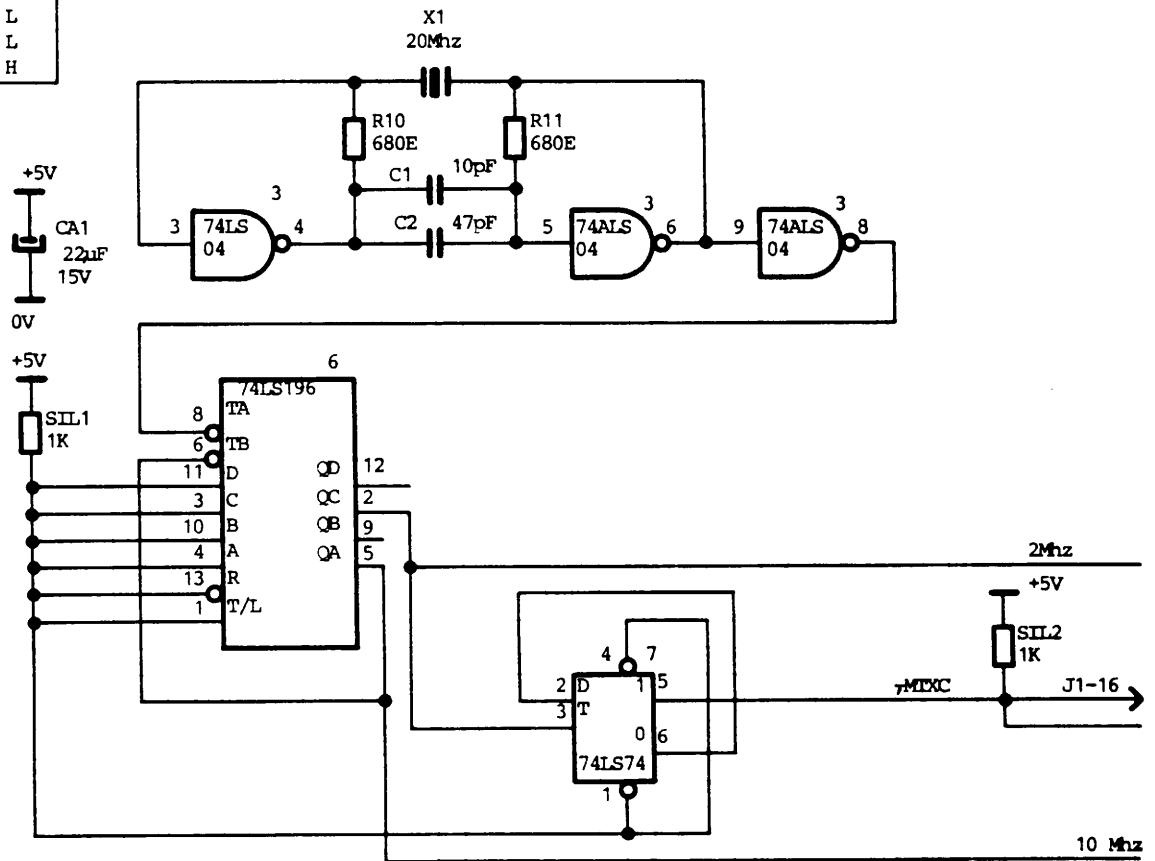 L
L
H
X1
20Mhz
R10
680E
R11
680E
C1
10pF
C2
47pF
+5V
CA1
22µF
15V
0V
3
3
74LS
04
4
5
3
74ALS
04
6
9
3
74ALS
04
8
+5V
SIL1
1K
6
74LS196
8
TA
6
TB
11
D
3
C
10
B
4
A
13
R
1
T/L
QD
12
QC
2
QB
9
QA
5
2Mhz
+5V
SIL2
1K
4
7
2
D
1
5
3
T
0
6
74LS74
1
MTXC
J1-16
10 Mhz